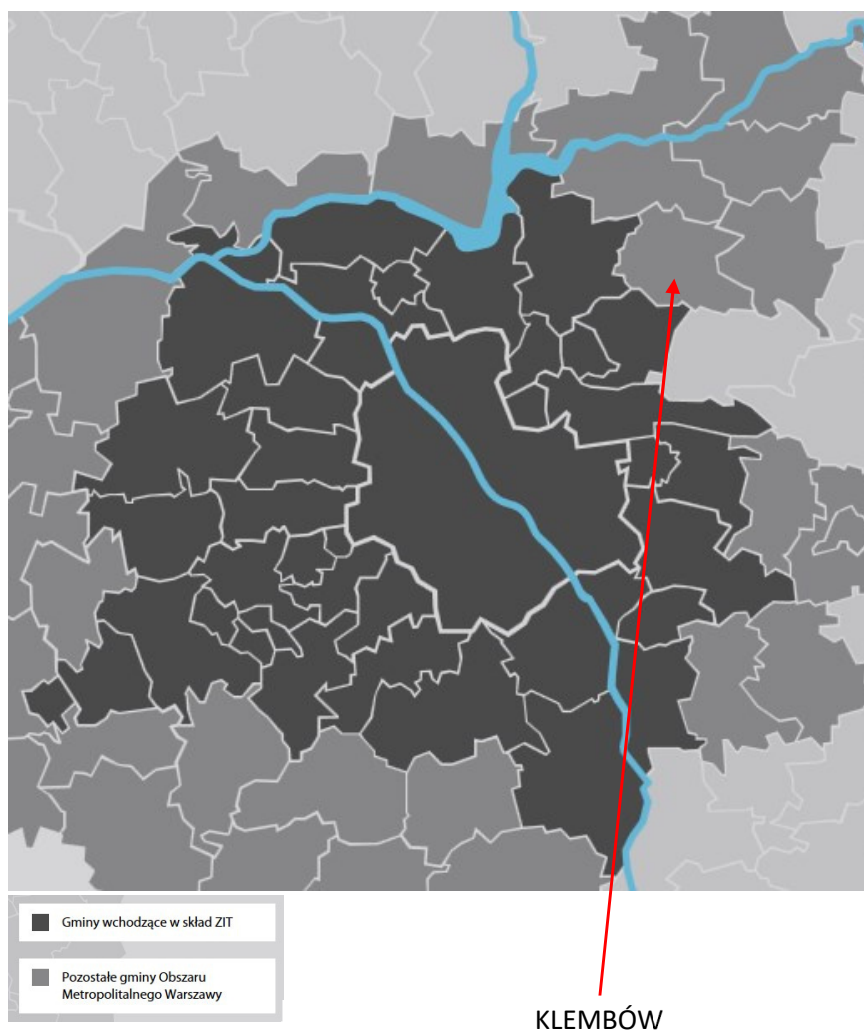 Gminy wchodzące w skład ZIT
Pozostałe gminy Obszaru
Metropolitalnego Warszawy
KLEMBÓW